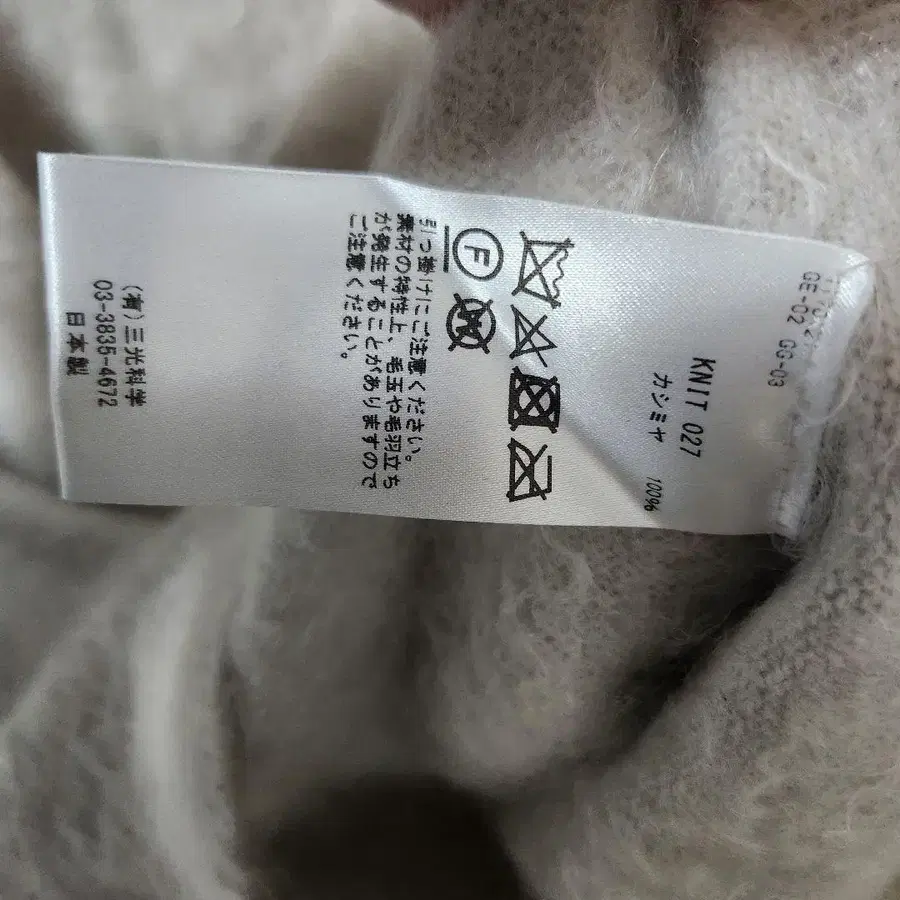 GE-02 GG-03
KNIT 027
カシミヤ 100%
F
W
引っ掛けにご注意ください。
素材の特性上、毛玉や毛羽立ち
が発生することがありますので
ご注意ください。
(有)三光科学
03-3835-4672
日本製